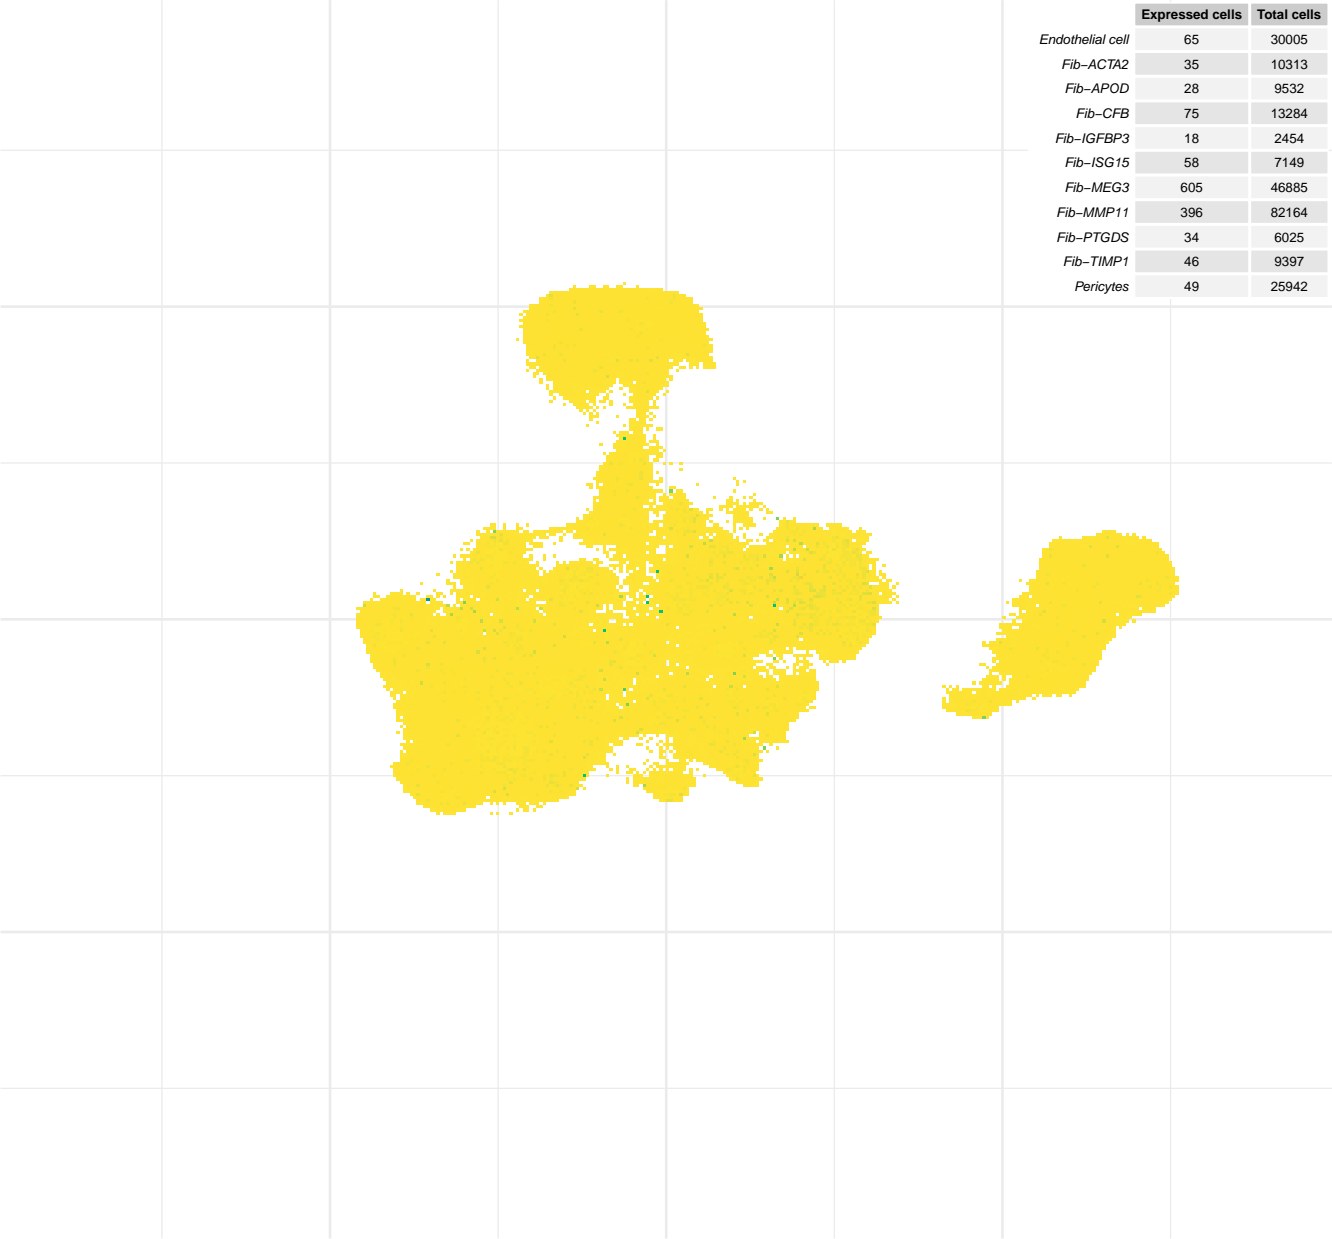 Expressed cells Total cells
Endothelial cell 65 30005
Fib−ACTA2 35 10313
Fib−APOD 28 9532
Fib−CFB 75 13284
Fib−IGFBP3 18 2454
Fib−ISG15 58 7149
Fib−MEG3 605 46885
Fib−MMP11 396 82164
Fib−PTGDS 34 6025
Fib−TIMP1 46 9397
Pericytes 49 25942